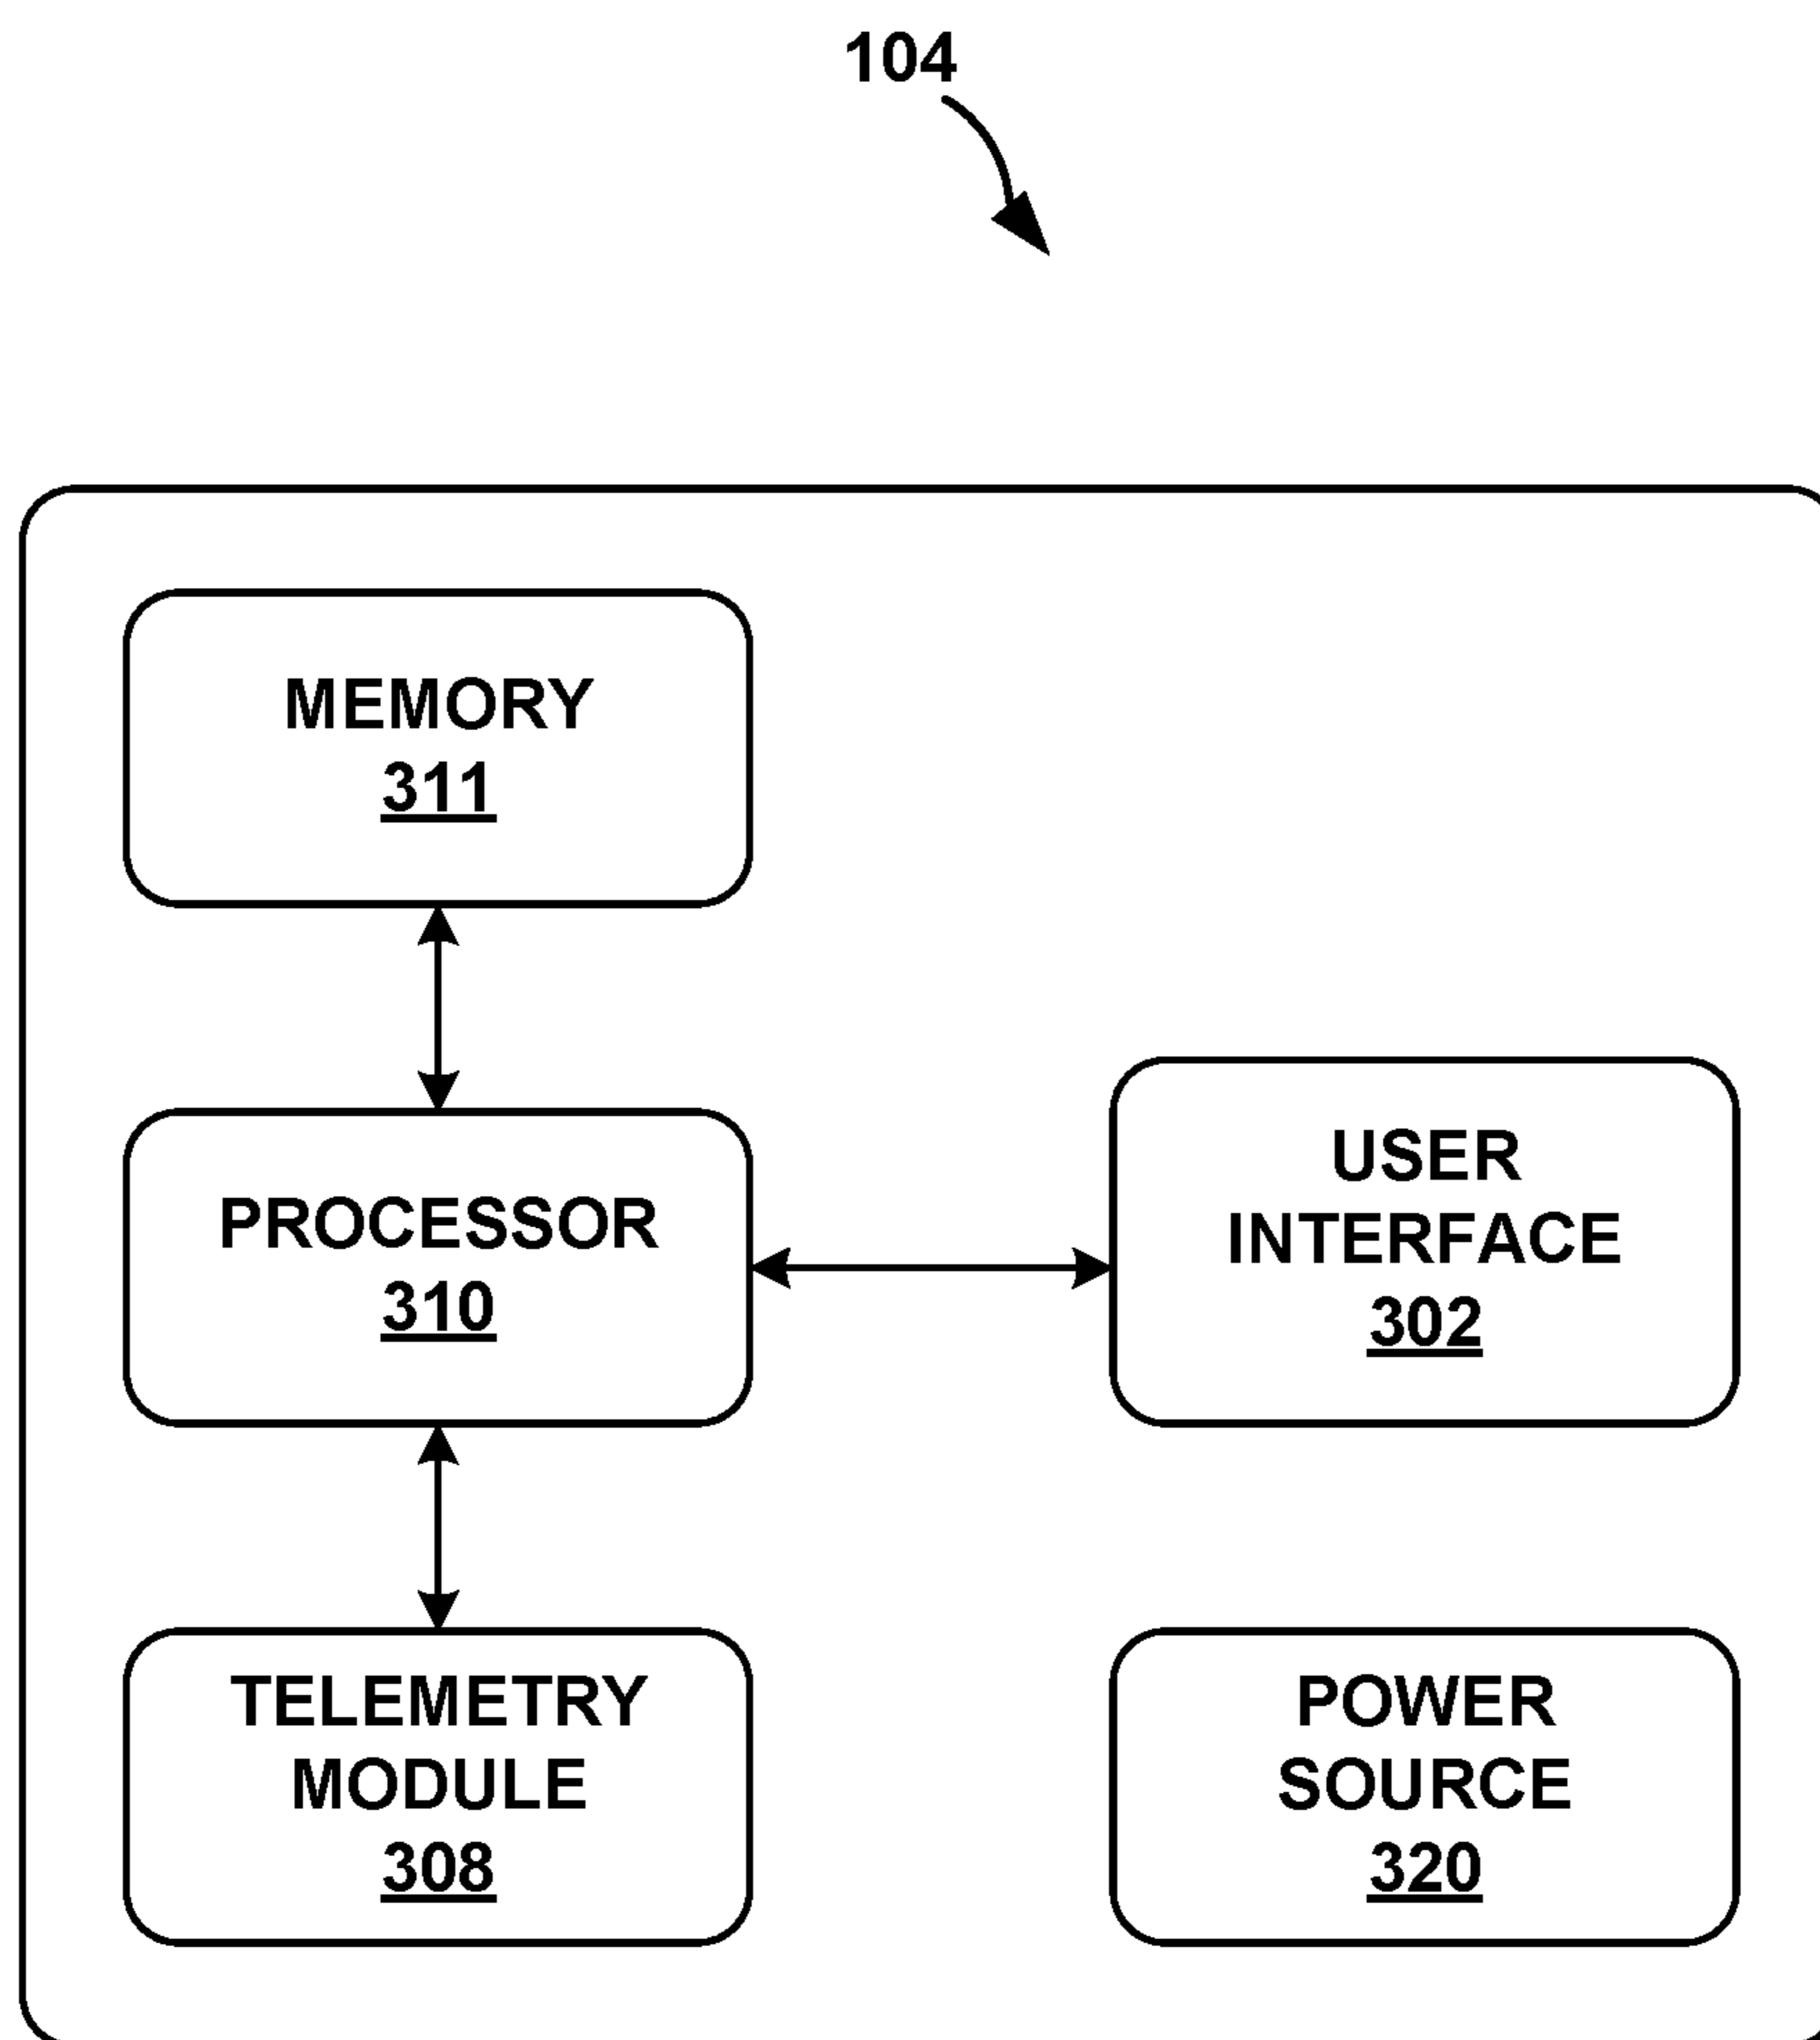 104
MEMORY
311
PROCESSOR
310
USER
INTERFACE
302
TELEMETRY
MODULE
308
POWER
SOURCE
320